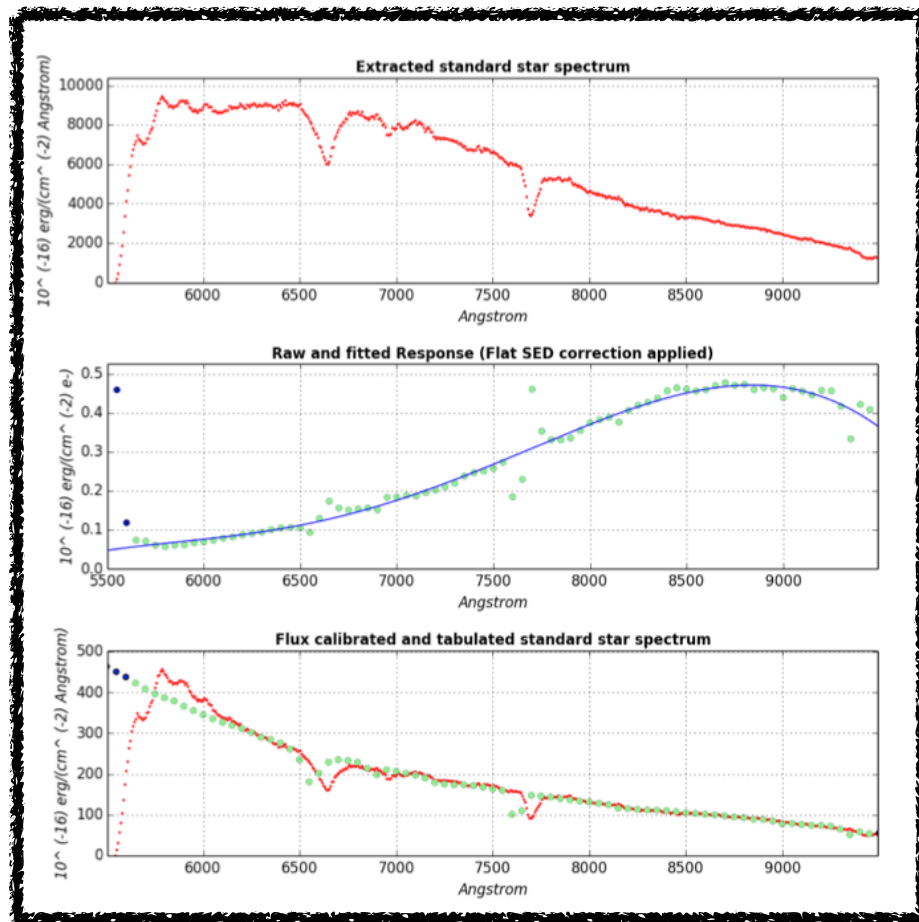 Extracted standard star spectrum
10^ (-16) erg/(cm^ (-2) Angstrom)
10000
8000
6000
4000
2000
0
6000 6500 7000 7500 8000 8500 9000
Angstrom
Raw and fitted Response (Flat SED correction applied)
10^ (-16) erg/(cm^ (-2) e-)
0.5
0.4
0.3
0.2
0.1
0.0
5500 6000 6500 7000 7500 8000 8500 9000
Angstrom
Flux calibrated and tabulated standard star spectrum
10^ (-16) erg/(cm^ (-2) Angstrom)
500
400
300
200
100
0
6000 6500 7000 7500 8000 8500 9000
Angstrom